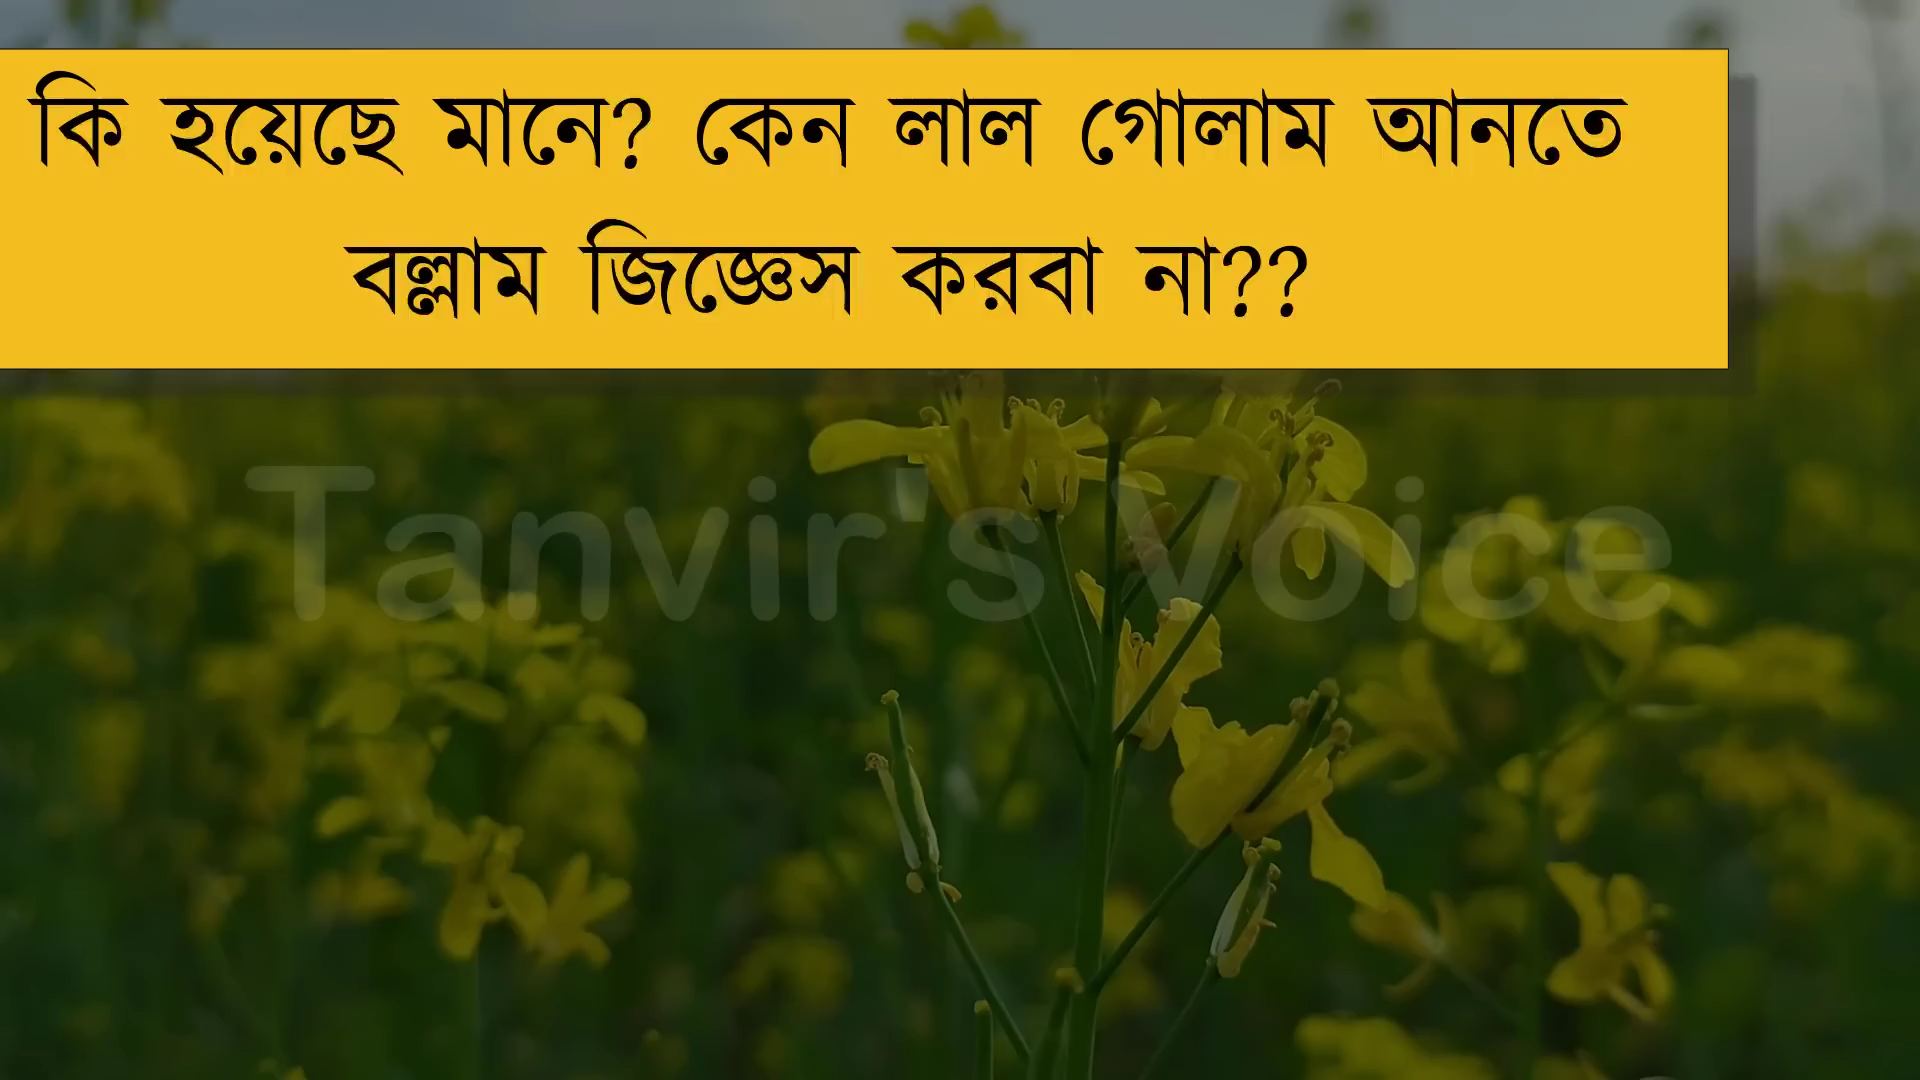 কি হয়েছে মানে? কেন লাল গোলাম আনতে
বল্লাম জিজ্ঞেস করবা না??
Tanvir's Voice